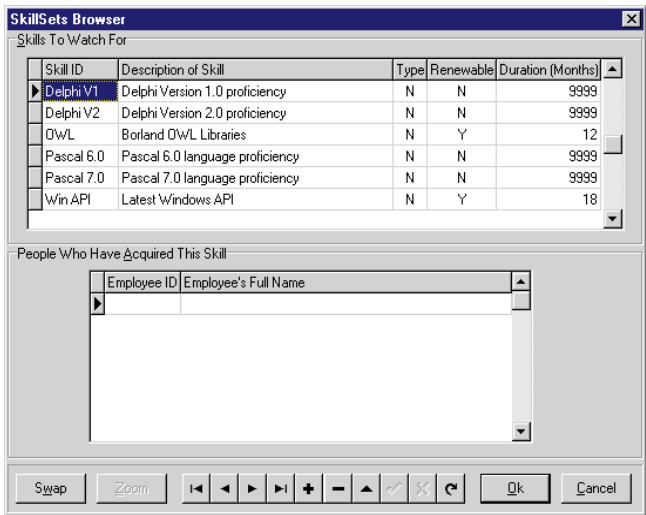 SkillSets Browser
Skills To Watch For
Skill ID Description of Skill Type Renewable Duration (Months)
Delphi V1 Delphi Version 1.0 proficiency N N 9999
Delphi V2 Delphi Version 2.0 proficiency N N 9999
OWL Borland OWL Libraries N Y 12
Pascal 6.0 Pascal 6.0 language proficiency N N 9999
Pascal 7.0 Pascal 7.0 language proficiency N N 9999
Win API Latest Windows API N Y 18
People Who Have Acquired This Skill
Employee ID Employee's Full Name
Swap Zoom Ok Cancel